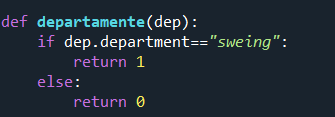 def departamente(dep):
    if dep.department=="sweing":
        return 1
    else:
        return 0